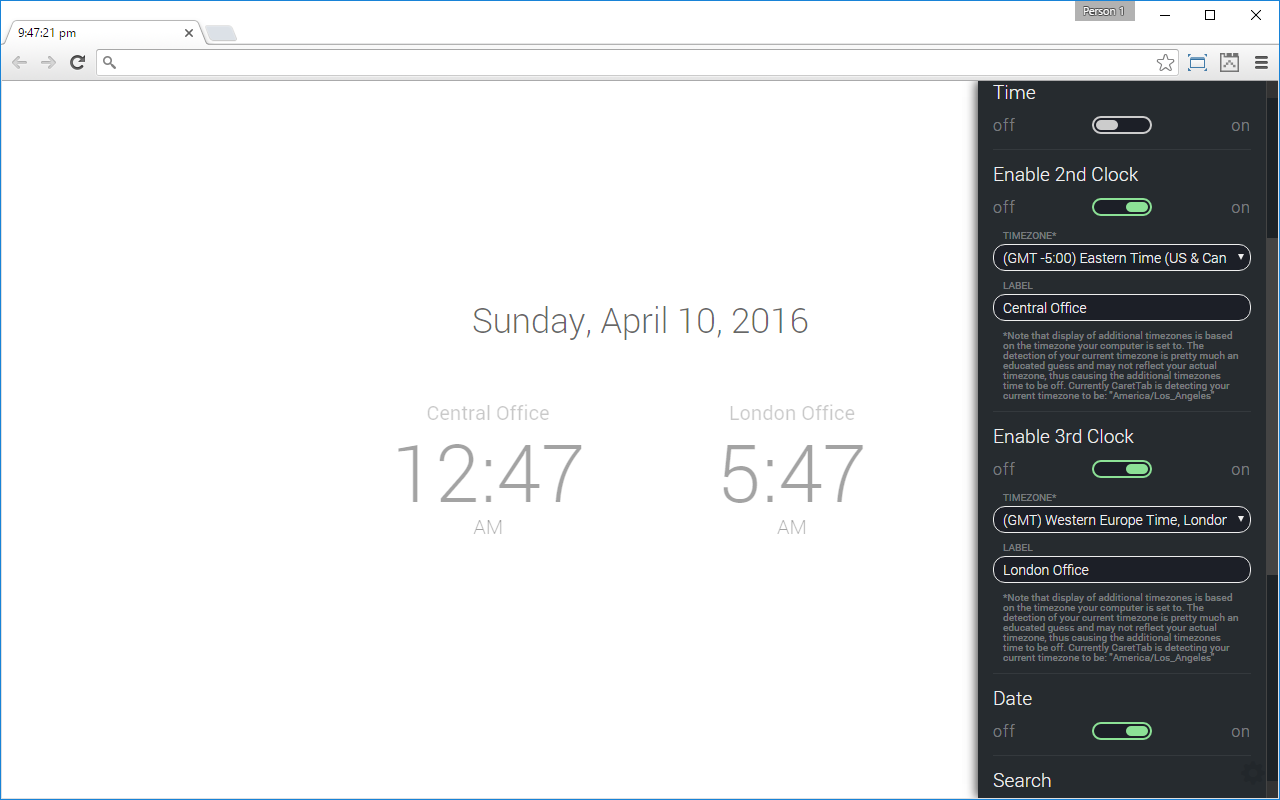 Person 1
9:47:21 pm
Sunday, April 10, 2016
Central Office
London Office
12:47
5:47
AM
AM
Time
off
on
Enable 2nd Clock
off
on
TIMEZONE*
(GMT -5:00) Eastern Time (US & Can
LABEL
Central Office
*Note that display of additional timezones is based
on the timezone your computer is set to. The
detection of your current timezone is pretty much an
educated guess and may not reflect your actual
timezone, thus causing the additional timezones
time to be off. Currently CaretTab is detecting your
current timezone to be: "America/Los_Angeles"
Enable 3rd Clock
off
on
TIMEZONE*
(GMT) Western Europe Time, London
LABEL
London Office
*Note that display of additional timezones is based
on the timezone your computer is set to. The
detection of your current timezone is pretty much an
educated guess and may not reflect your actual
timezone, thus causing the additional timezones
time to be off. Currently CaretTab is detecting your
current timezone to be: "America/Los_Angeles"
Date
off
on
Search